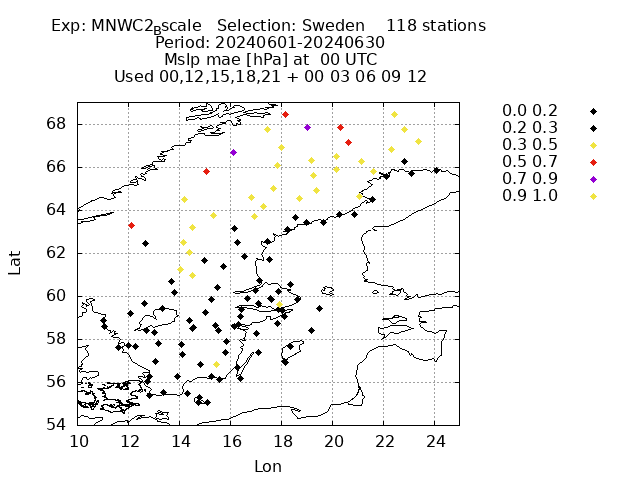 Exp: MNWC2Bscale   Selection: Sweden    118 stations
Period: 20240601-20240630
Mslp mae [hPa] at  00 UTC
Used 00,12,15,18,21 + 00 03 06 09 12
0.0 0.2
0.2 0.3
0.3 0.5
0.5 0.7
0.7 0.9
0.9 1.0
68
66
64
62
60
58
56
54
Lat
10 12 14 16 18 20 22 24
Lon